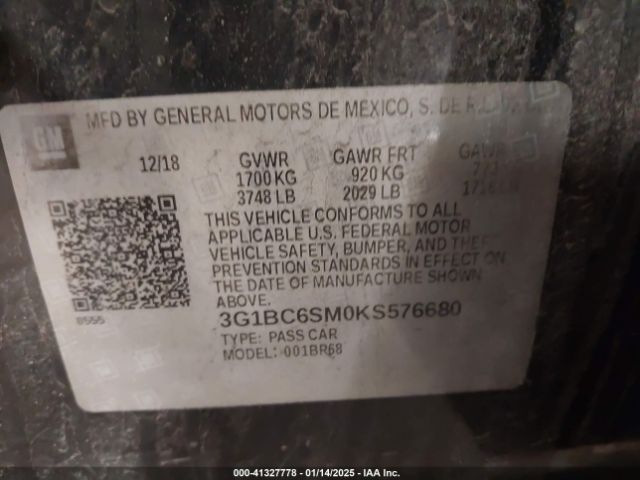 MFD BY GENERAL MOTORS DE MEXICO, S. DE R.L.
GM
12/18 GVWR GAWR FRT GAWR
1700 KG 920 KG
3748 LB 2029 LB
THIS VEHICLE CONFORMS TO ALL
APPLICABLE U.S. FEDERAL MOTOR
VEHICLE SAFETY, BUMPER, AND THEFT
PREVENTION STANDARDS IN EFFECT ON
THE DATE OF MANUFACTURE SHOWN
ABOVE.
3G1BC6SM0KS576680
TYPE: PASS CAR
MODEL: 001BR68
000-41327778 - 01/14/2025 - IAA Inc.